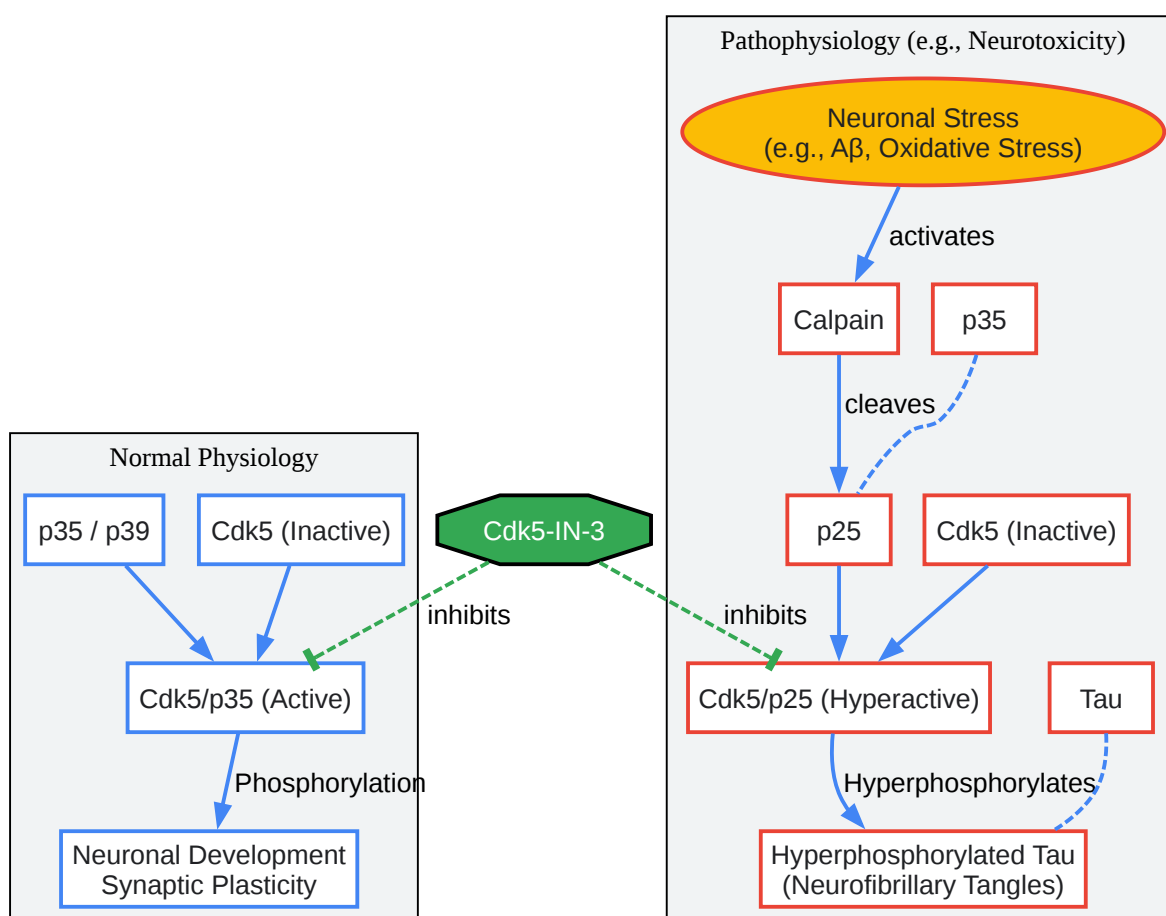 Pathophysiology (e.g., Neurotoxicity)
Neuronal Stress
(e.g., Aβ, Oxidative Stress)
activates
Calpain
p35
cleaves
Normal Physiology
p35 / p39
Cdk5 (Inactive)
Cdk5-IN-3
p25
Cdk5 (Inactive)
inhibits
inhibits
Cdk5/p35 (Active)
Cdk5/p25 (Hyperactive)
Tau
Phosphorylation
Hyperphosphorylates
Neuronal Development
Synaptic Plasticity
Hyperphosphorylated Tau
(Neurofibrillary Tangles)